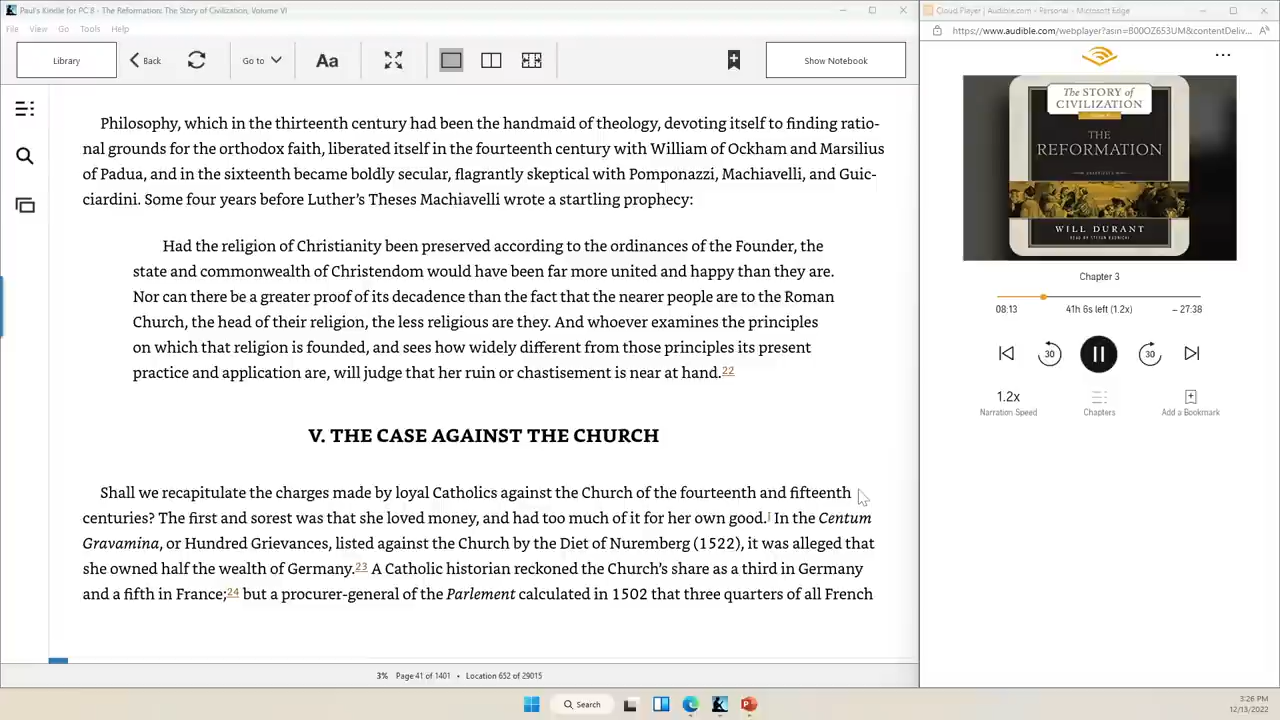 Paul's Kindle for PC 8 - The Reformation: The Story of Civilization, Volume VI
File View Go Tools Help
Library
Back
Go to
Aa
Show Notebook
Philosophy, which in the thirteenth century had been the handmaid of theology, devoting itself to finding ratio-
nal grounds for the orthodox faith, liberated itself in the fourteenth century with William of Ockham and Marsilius
of Padua, and in the sixteenth became boldly secular, flagrantly skeptical with Pomponazzi, Machiavelli, and Guic-
ciardini. Some four years before Luther's Theses Machiavelli wrote a startling prophecy:
Had the religion of Christianity been preserved according to the ordinances of the Founder, the
state and commonwealth of Christendom would have been far more united and happy than they are.
Nor can there be a greater proof of its decadence than the fact that the nearer people are to the Roman
Church, the head of their religion, the less religious are they. And whoever examines the principles
on which that religion is founded, and sees how widely different from those principles its present
practice and application are, will judge that her ruin or chastisement is near at hand.22
V. THE CASE AGAINST THE CHURCH
Shall we recapitulate the charges made by loyal Catholics against the Church of the fourteenth and fifteenth
centuries? The first and sorest was that she loved money, and had too much of it for her own good. In the Centum
Gravamina, or Hundred Grievances, listed against the Church by the Diet of Nuremberg (1522), it was alleged that
she owned half the wealth of Germany.23 A Catholic historian reckoned the Church's share as a third in Germany
and a fifth in France;24 but a procurer-general of the Parlement calculated in 1502 that three quarters of all French
3% Page 41 of 1401 • Location 652 of 29015
Cloud Player | Audible.com - Personal - Microsoft Edge
https://www.audible.com/webplayer?asin=B00OZ653UM&contentDeliv...
The STORY of
CIVILIZATION
THE
REFORMATION
WILL DURANT
Chapter 3
08:13 41h 6s left (1.2x) – 27:38
30 30
1.2x
Narration Speed Chapters Add a Bookmark
Search
3:26 PM
12/13/2022